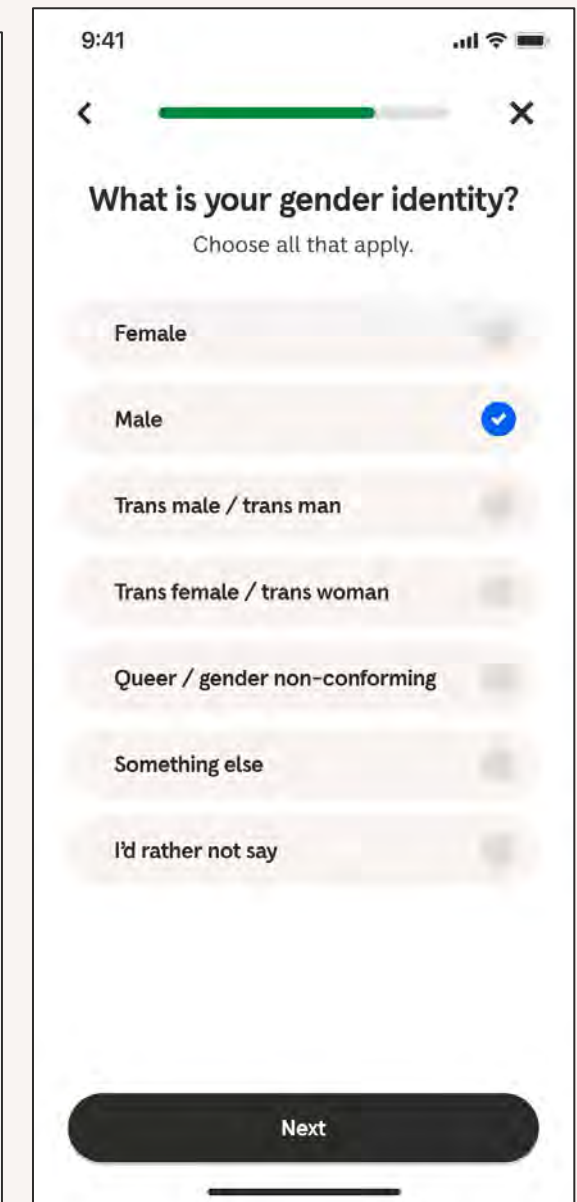 9:41
What is your gender identity?
Choose all that apply.
Female
Male
Trans male / trans man
Trans female / trans woman
Queer / gender non-conforming
Something else
I'd rather not say
Next